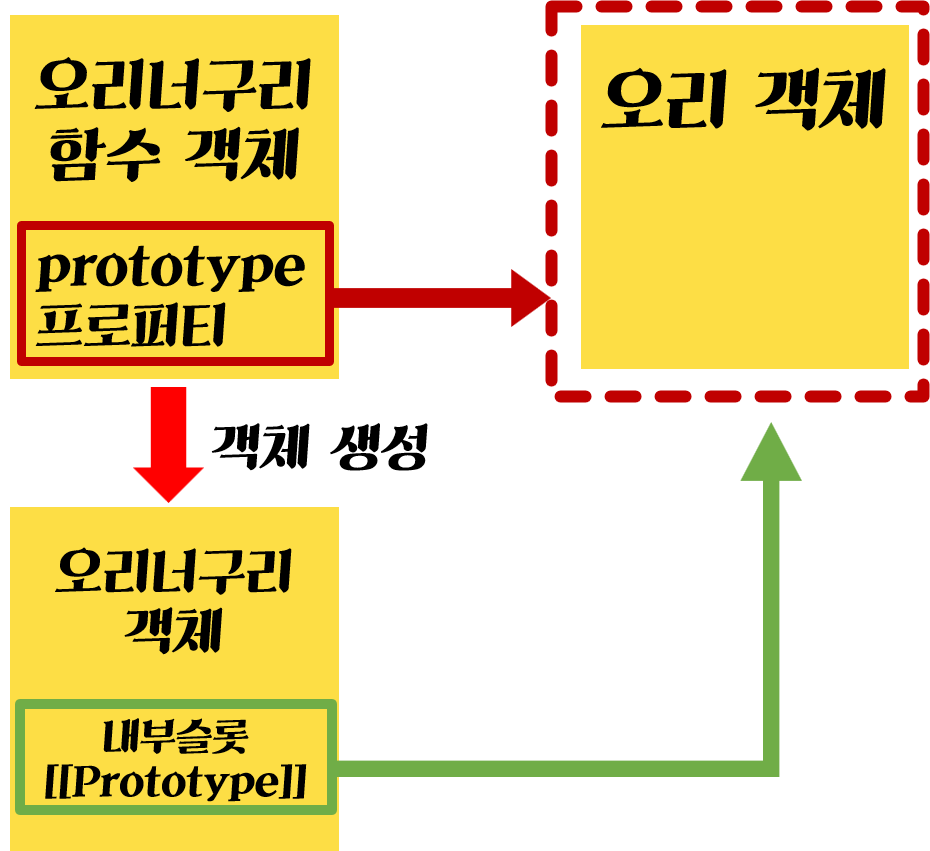 오리너구리
함수 객체
prototype
프로퍼티
오리 객체
객체 생성
오리너구리
객체
내부슬롯
[[Prototype]]